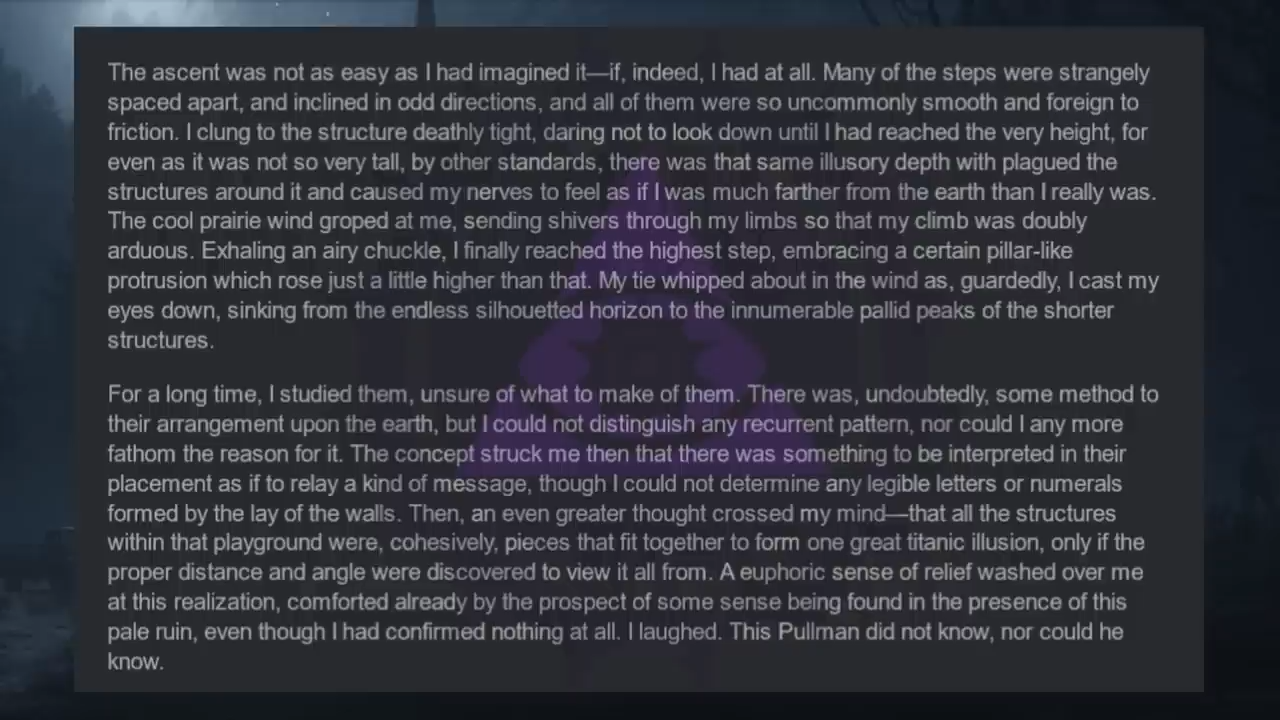 The ascent was not as easy as I had imagined it—if, indeed, I had at all. Many of the steps were strangely
spaced apart, and inclined in odd directions, and all of them were so uncommonly smooth and foreign to
friction. I clung to the structure deathly tight, daring not to look down until I had reached the very height, for
even as it was not so very tall, by other standards, there was that same illusory depth with plagued the
structures around it and caused my nerves to feel as if I was much farther from the earth than I really was.
The cool prairie wind groped at me, sending shivers through my limbs so that my climb was doubly
arduous. Exhaling an airy chuckle, I finally reached the highest step, embracing a certain pillar-like
protrusion which rose just a little higher than that. My tie whipped about in the wind as, guardedly, I cast my
eyes down, sinking from the endless silhouetted horizon to the innumerable pallid peaks of the shorter
structures.
For a long time, I studied them, unsure of what to make of them. There was, undoubtedly, some method to
their arrangement upon the earth, but I could not distinguish any recurrent pattern, nor could I any more
fathom the reason for it. The concept struck me then that there was something to be interpreted in their
placement as if to relay a kind of message, though I could not determine any legible letters or numerals
formed by the lay of the walls. Then, an even greater thought crossed my mind—that all the structures
within that playground were, cohesively, pieces that fit together to form one great titanic illusion, only if the
proper distance and angle were discovered to view it all from. A euphoric sense of relief washed over me
at this realization, comforted already by the prospect of some sense being found in the presence of this
pale ruin, even though I had confirmed nothing at all. I laughed. This Pullman did not know, nor could he
know.